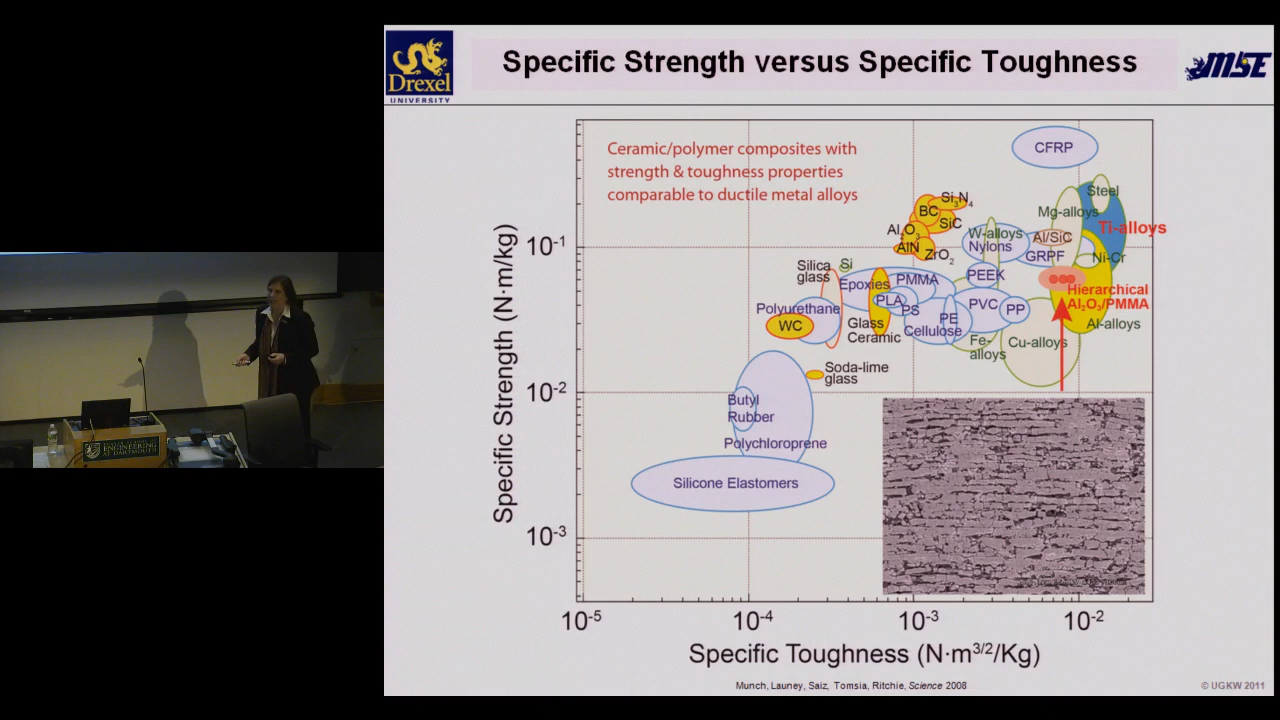 Drexel
UNIVERSITY
Specific Strength versus Specific Toughness
MSE
Ceramic/polymer composites with
strength & toughness properties
comparable to ductile metal alloys
CFRP
Steel
Si3N4
BC
SiC
Mg-alloys
Ti-alloys
Al2O3
W-alloys
Al/SiC
10-1
AlN
Nylons
ZrO2
GRPF
Ni-Cr
Silica
glass
Si
PEEK
Epoxies
PMMA
Hierarchical
Al2O3/PMMA
PLA
PS
PVC
PP
Polyurethane
WC
Glass
Ceramic
PE
Cellulose
Al-alloys
Fe-
alloys
Cu-alloys
Soda-lime
glass
10-2
Butyl
Rubber
Polychloroprene
Silicone Elastomers
10-3
Specific Strength (N·m/kg)
10-5
10-4
10-3
10-2
Specific Toughness (N·m3/2/Kg)
Munch, Launey, Saiz, Tomsia, Ritchie, Science 2008
© UGKW 2011
ENGINEERING
AT DARTMOUTH